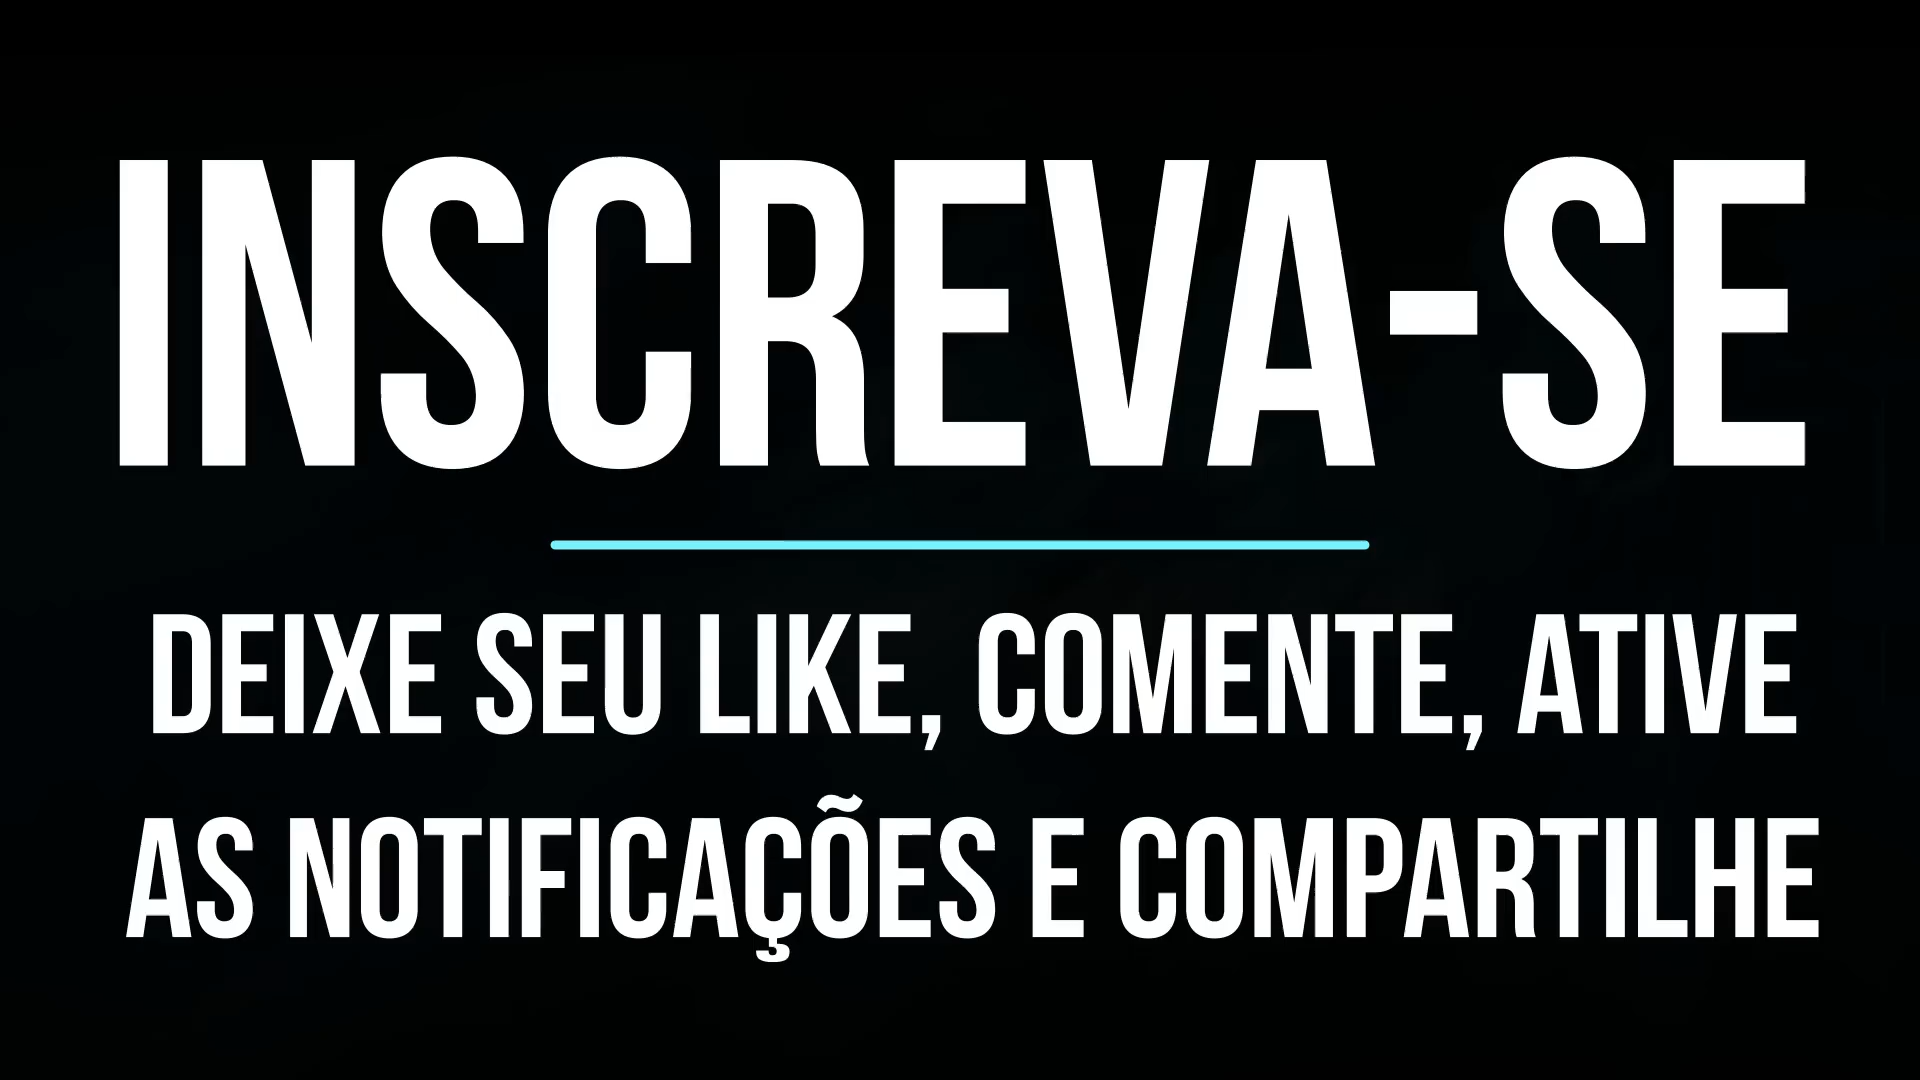 INSCREVA-SE
DEIXE SEU LIKE, COMENTE, ATIVE
AS NOTIFICAÇÕES E COMPARTILHE